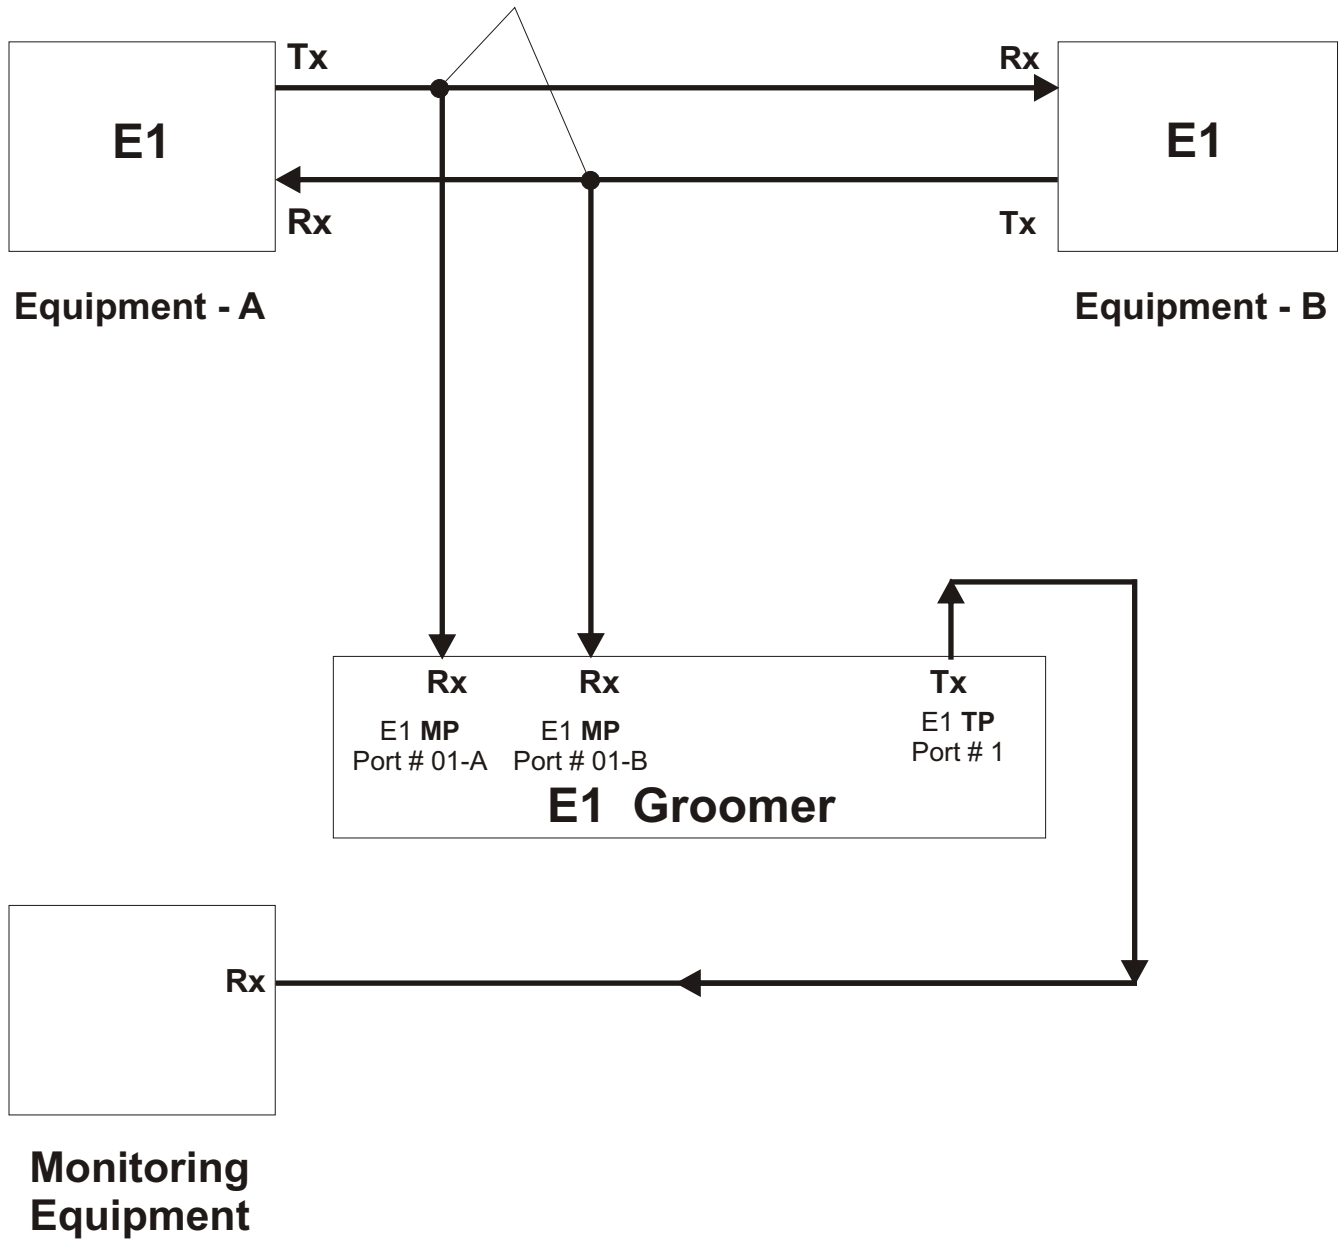 Tx
Rx
E1
E1
Rx
Tx
Equipment - A
Equipment - B
Rx
Rx
Tx
E1 MP
Port # 01-A
E1 MP
Port # 01-B
E1 TP
Port # 1
E1 Groomer
Rx
Monitoring
Equipment